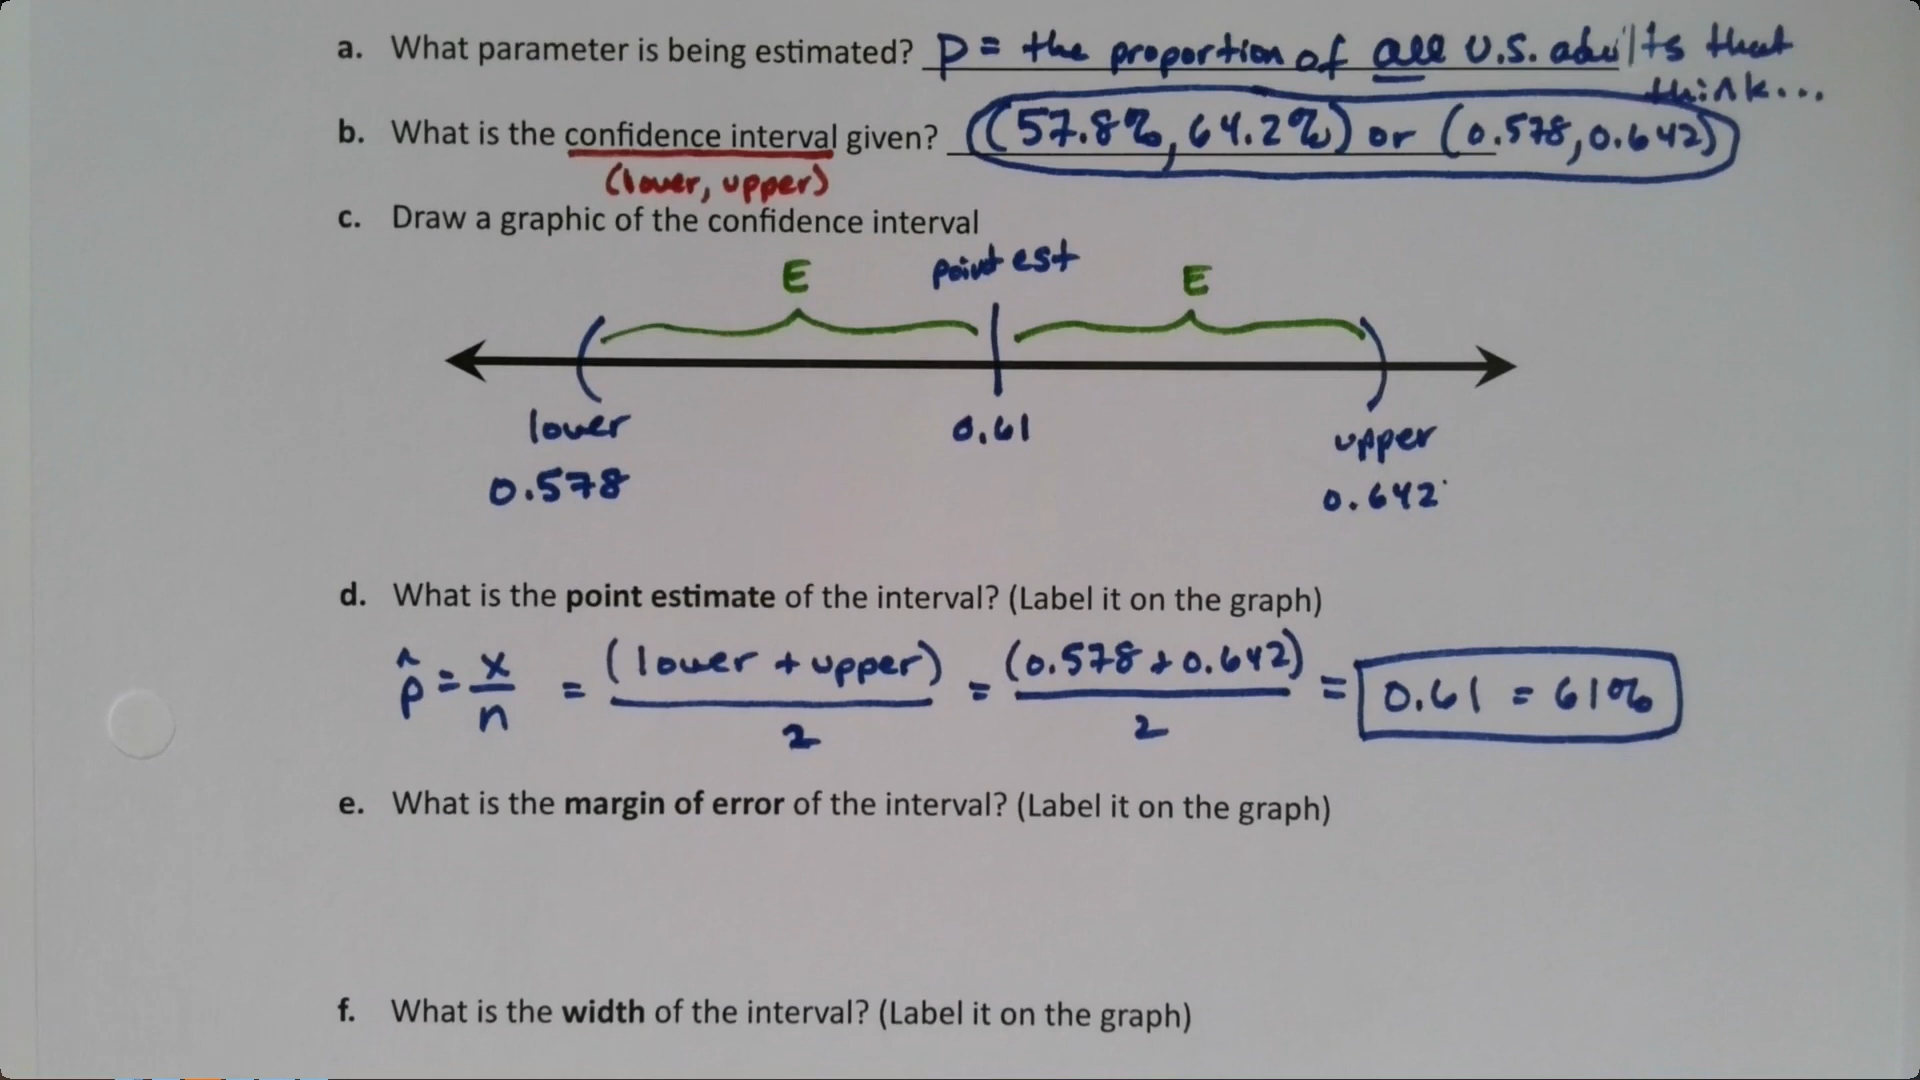 a. What parameter is being estimated? p = the proportion of all U.S. adults that
think...
b. What is the confidence interval given? (57.8%, 64.2%) or (0.578, 0.642)
(lower, upper)
c. Draw a graphic of the confidence interval
E point est E
lower 0.61 upper
0.578 0.642
d. What is the point estimate of the interval? (Label it on the graph)
p̂ = x/n = (lower + upper)/2 = (0.578 + 0.642)/2 = 0.61 = 61%
e. What is the margin of error of the interval? (Label it on the graph)
f. What is the width of the interval? (Label it on the graph)